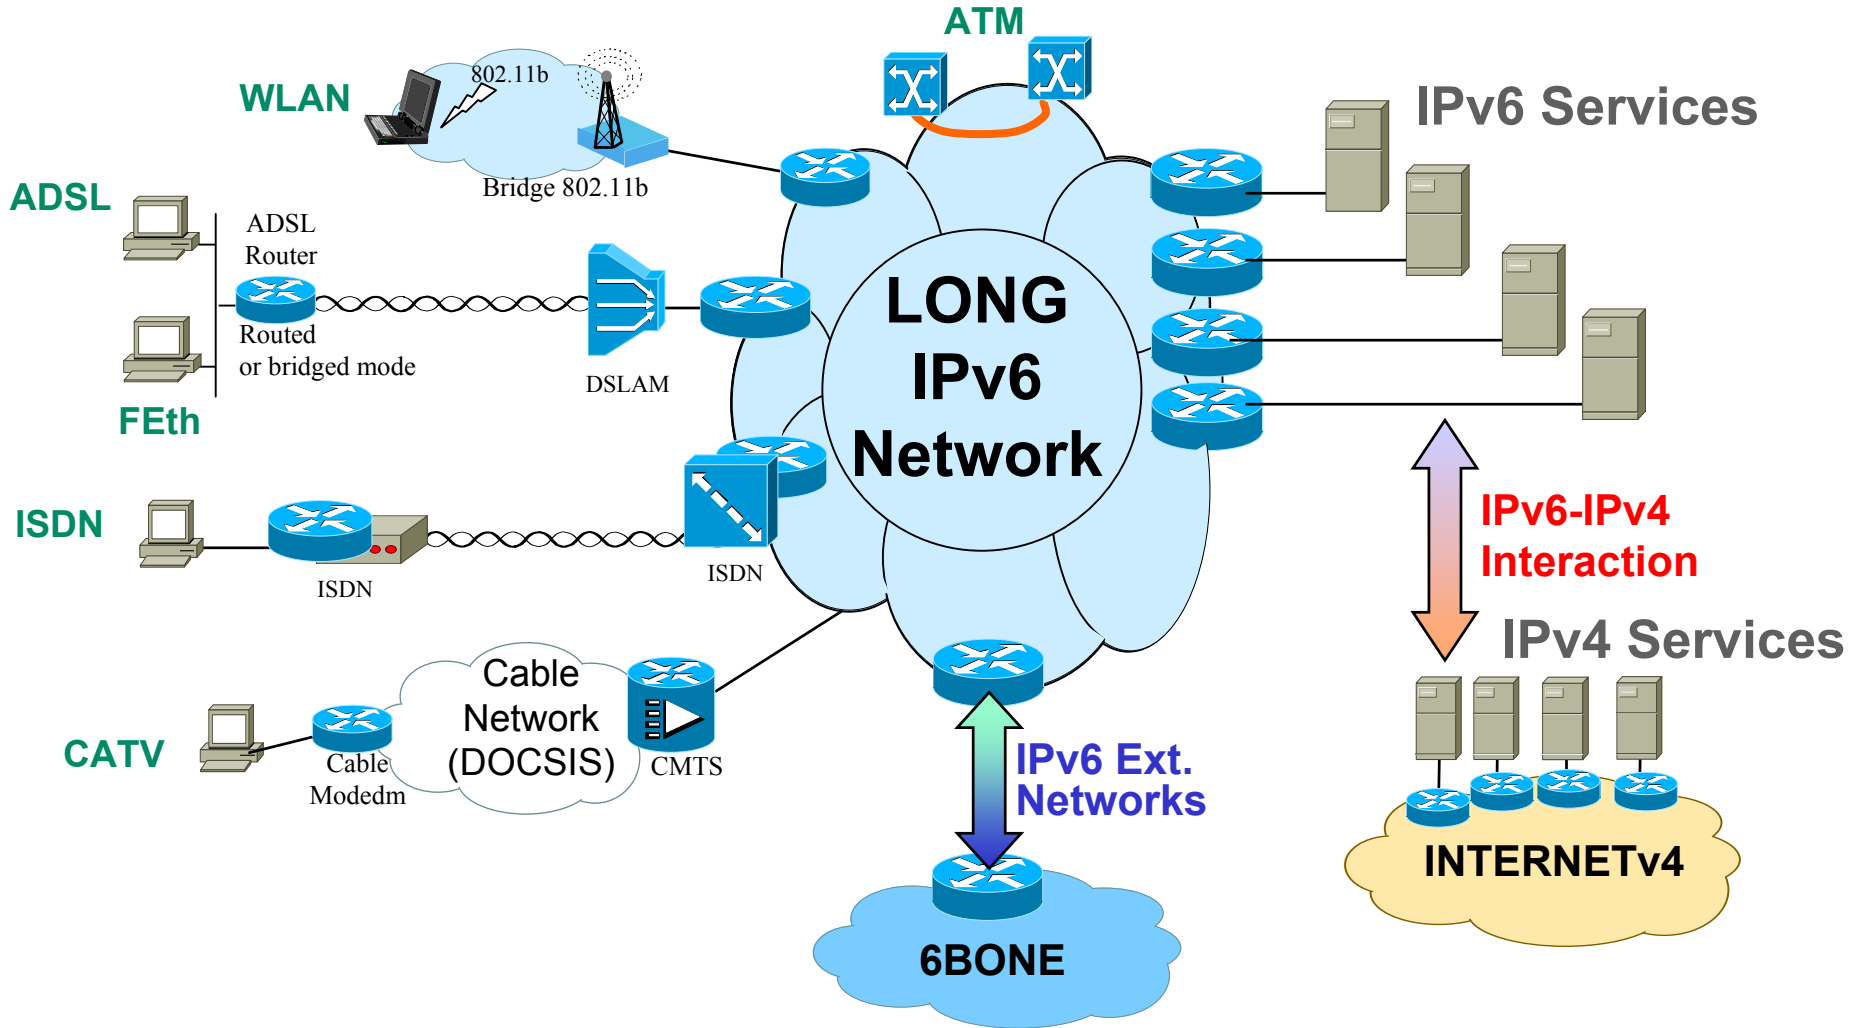 ATM
WLAN
802.11b
Bridge 802.11b
IPv6 Services
ADSL
ADSL
Router
Routed
or bridged mode
DSLAM
FEth
LONG
IPv6
Network
ISDN
ISDN
ISDN
IPv6-IPv4
Interaction
IPv4 Services
CATV
Cable
Modedm
Cable
Network
(DOCSIS)
CMTS
IPv6 Ext.
Networks
INTERNETv4
6BONE